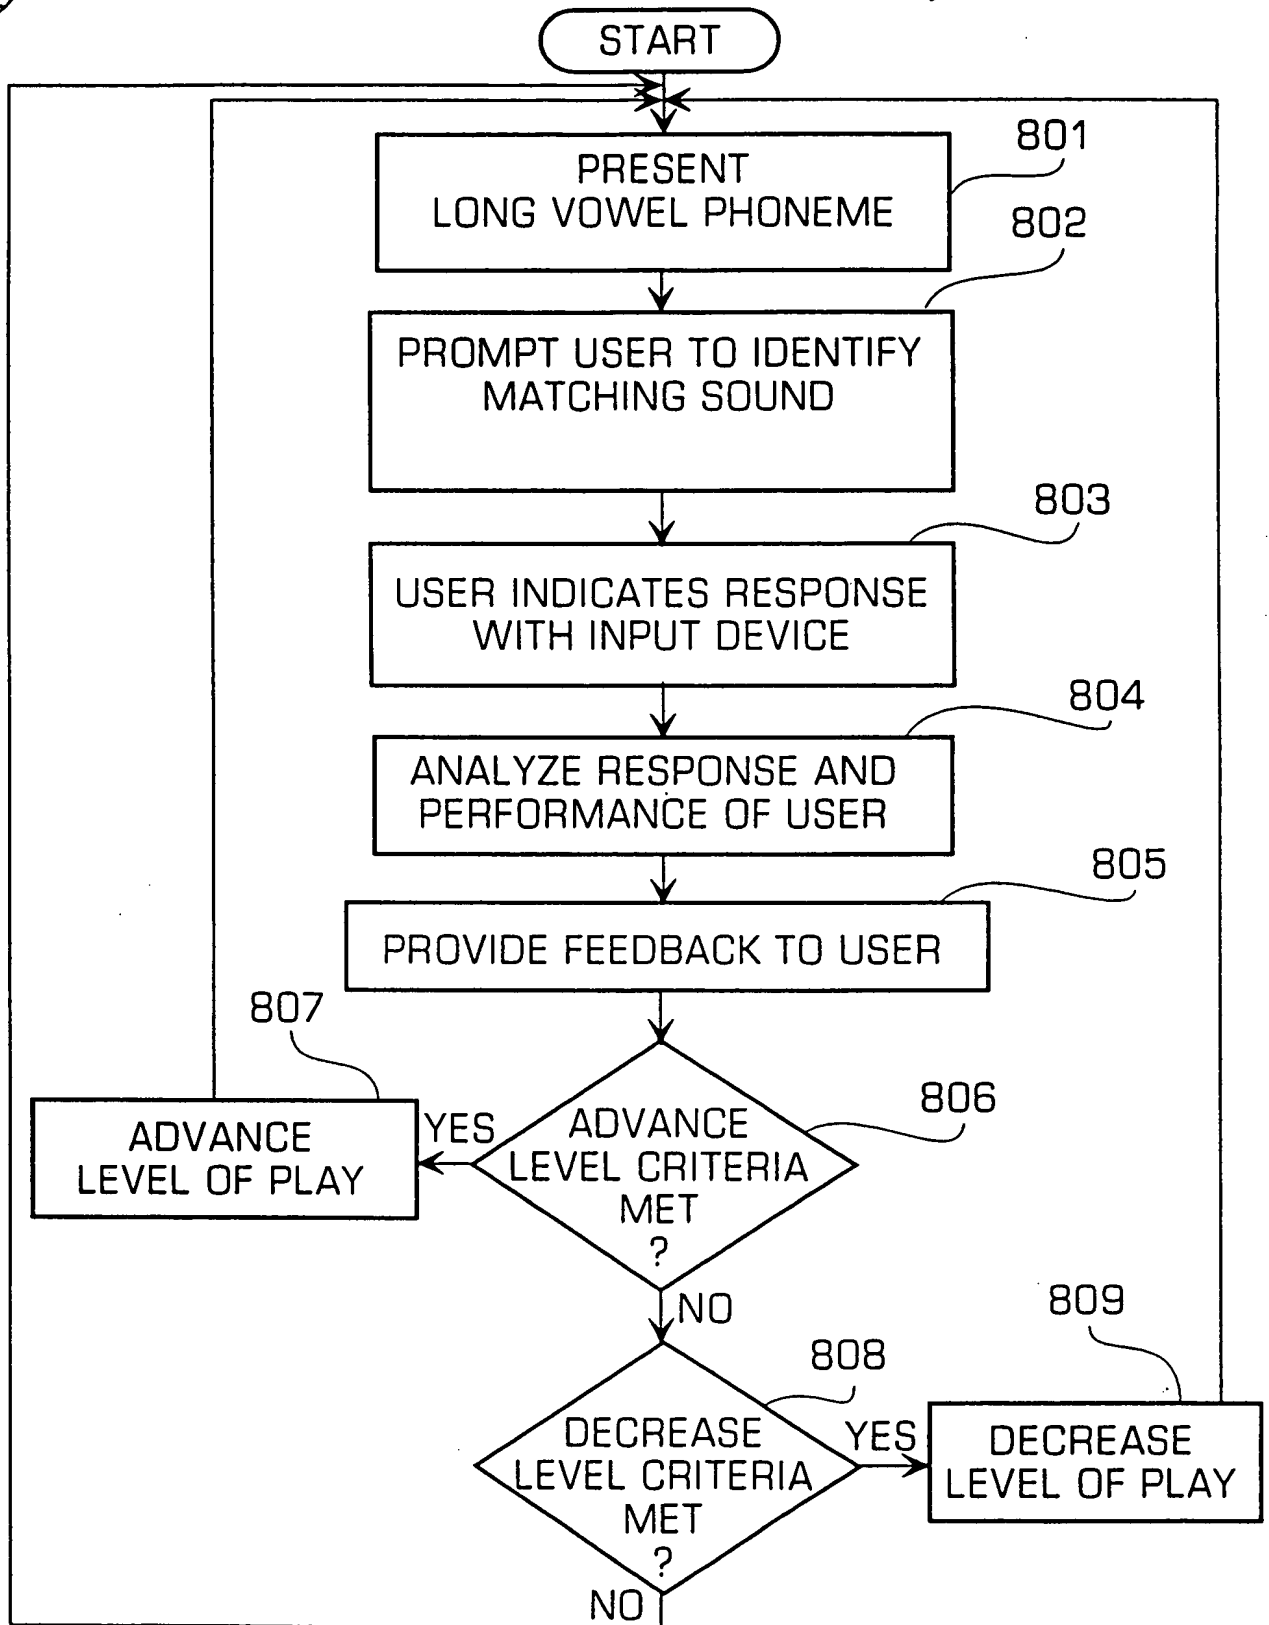 START
801
PRESENT
LONG VOWEL PHONEME
802
PROMPT USER TO IDENTIFY
MATCHING SOUND
803
USER INDICATES RESPONSE
WITH INPUT DEVICE
804
ANALYZE RESPONSE AND
PERFORMANCE OF USER
805
PROVIDE FEEDBACK TO USER
807
806
ADVANCE
LEVEL OF PLAY
YES
ADVANCE
LEVEL CRITERIA
MET
?
NO
809
808
DECREASE
LEVEL CRITERIA
MET
?
YES
DECREASE
LEVEL OF PLAY
NO